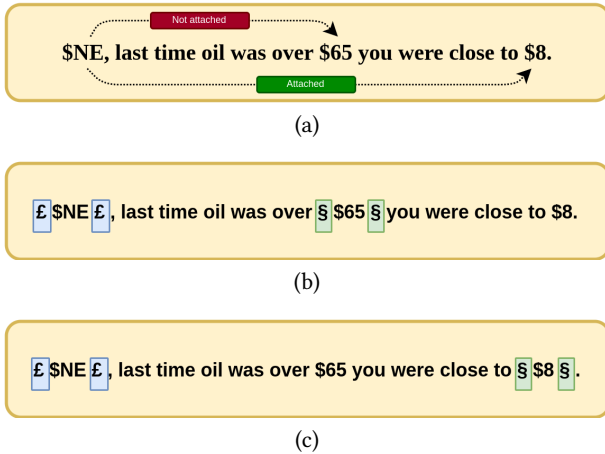 Not attached
$NE, last time oil was over $65 you were close to $8.
Attached
(a)
£ $NE £, last time oil was over § $65 § you were close to $8.
(b)
£ $NE £, last time oil was over $65 you were close to § $8 §.
(c)